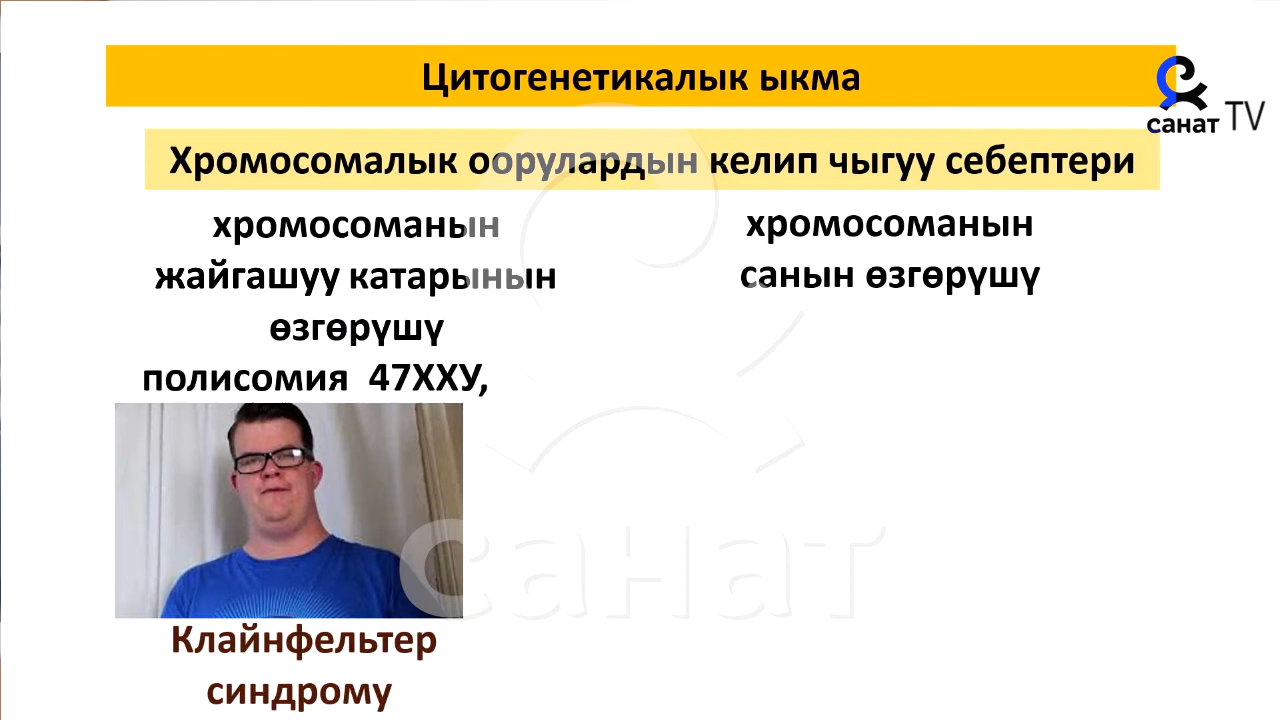 Цитогенетикалык ыкма
санат TV
Хромосомалык оорулардын келип чыгуу себептери
хромосоманын
жайгашуу катарынын
өзгөрүшү
полисомия 47ХХУ,
хромосоманын
санын өзгөрүшү
санат
Клайнфельтер
синдрому